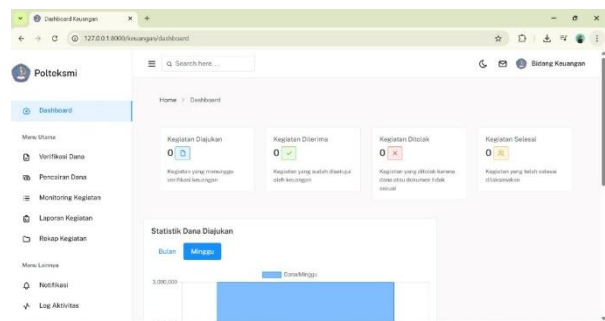 Dashboard Keuangan
127.0.0.1:8000/keuangan/dashboard
Polteksmi
Search here...
Bidang Keuangan
Home > Dashboard
Dashboard
Menu Utama
Verifikasi Dana
Pencairan Dana
Monitoring Kegiatan
Laporan Kegiatan
Rekap Kegiatan
Menu Lainnya
Notifikasi
Log Aktivitas
Kegiatan Diajukan
0
Kegiatan yang menunggu
verifikasi keuangan
Kegiatan Diterima
0
Kegiatan yang sudah disetujui
oleh keuangan
Kegiatan Ditolak
0
Kegiatan yang ditolak karena
dana atau dokumen tidak
sesuai
Kegiatan Selesai
0
Kegiatan yang telah selesai
dilaksanakan
Statistik Dana Diajukan
Bulan Minggu
Dana/Minggu
3,000,000